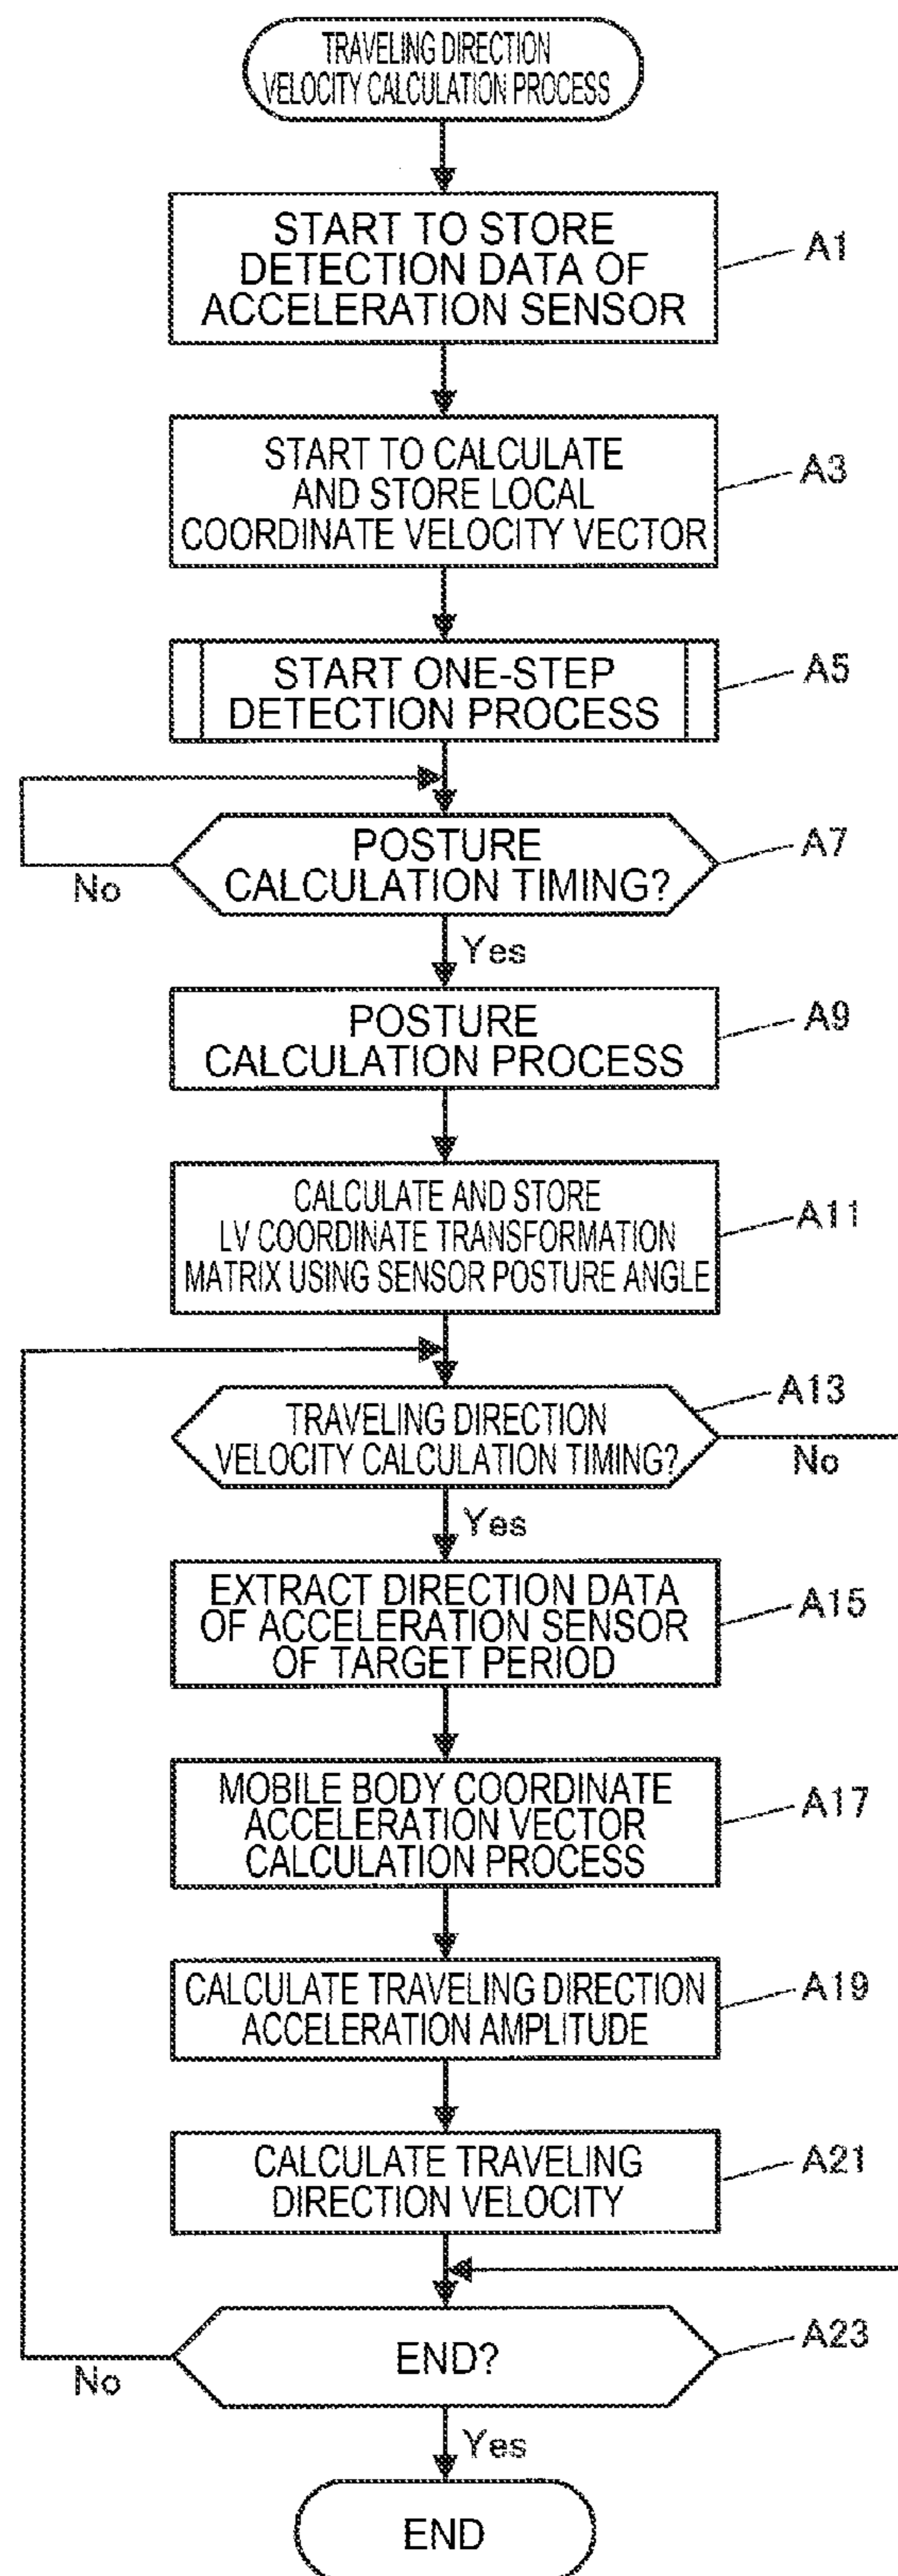 TRAVELING DIRECTION
VELOCITY CALCULATION PROCESS
START TO STORE
DETECTION DATA OF
ACCELERATION SENSOR
A1
START TO CALCULATE
AND STORE LOCAL
COORDINATE VELOCITY VECTOR
A3
START ONE-STEP
DETECTION PROCESS
A5
POSTURE
CALCULATION TIMING?
A7
No
Yes
POSTURE
CALCULATION PROCESS
A9
CALCULATE AND STORE
LV COORDINATE TRANSFORMATION
MATRIX USING SENSOR POSTURE ANGLE
A11
TRAVELING DIRECTION
VELOCITY CALCULATION TIMING?
A13
No
Yes
EXTRACT DIRECTION DATA
OF ACCELERATION SENSOR
OF TARGET PERIOD
A15
MOBILE BODY COORDINATE
ACCELERATION VECTOR
CALCULATION PROCESS
A17
CALCULATE TRAVELING DIRECTION
ACCELERATION AMPLITUDE
A19
CALCULATE TRAVELING
DIRECTION VELOCITY
A21
END?
A23
No
Yes
END